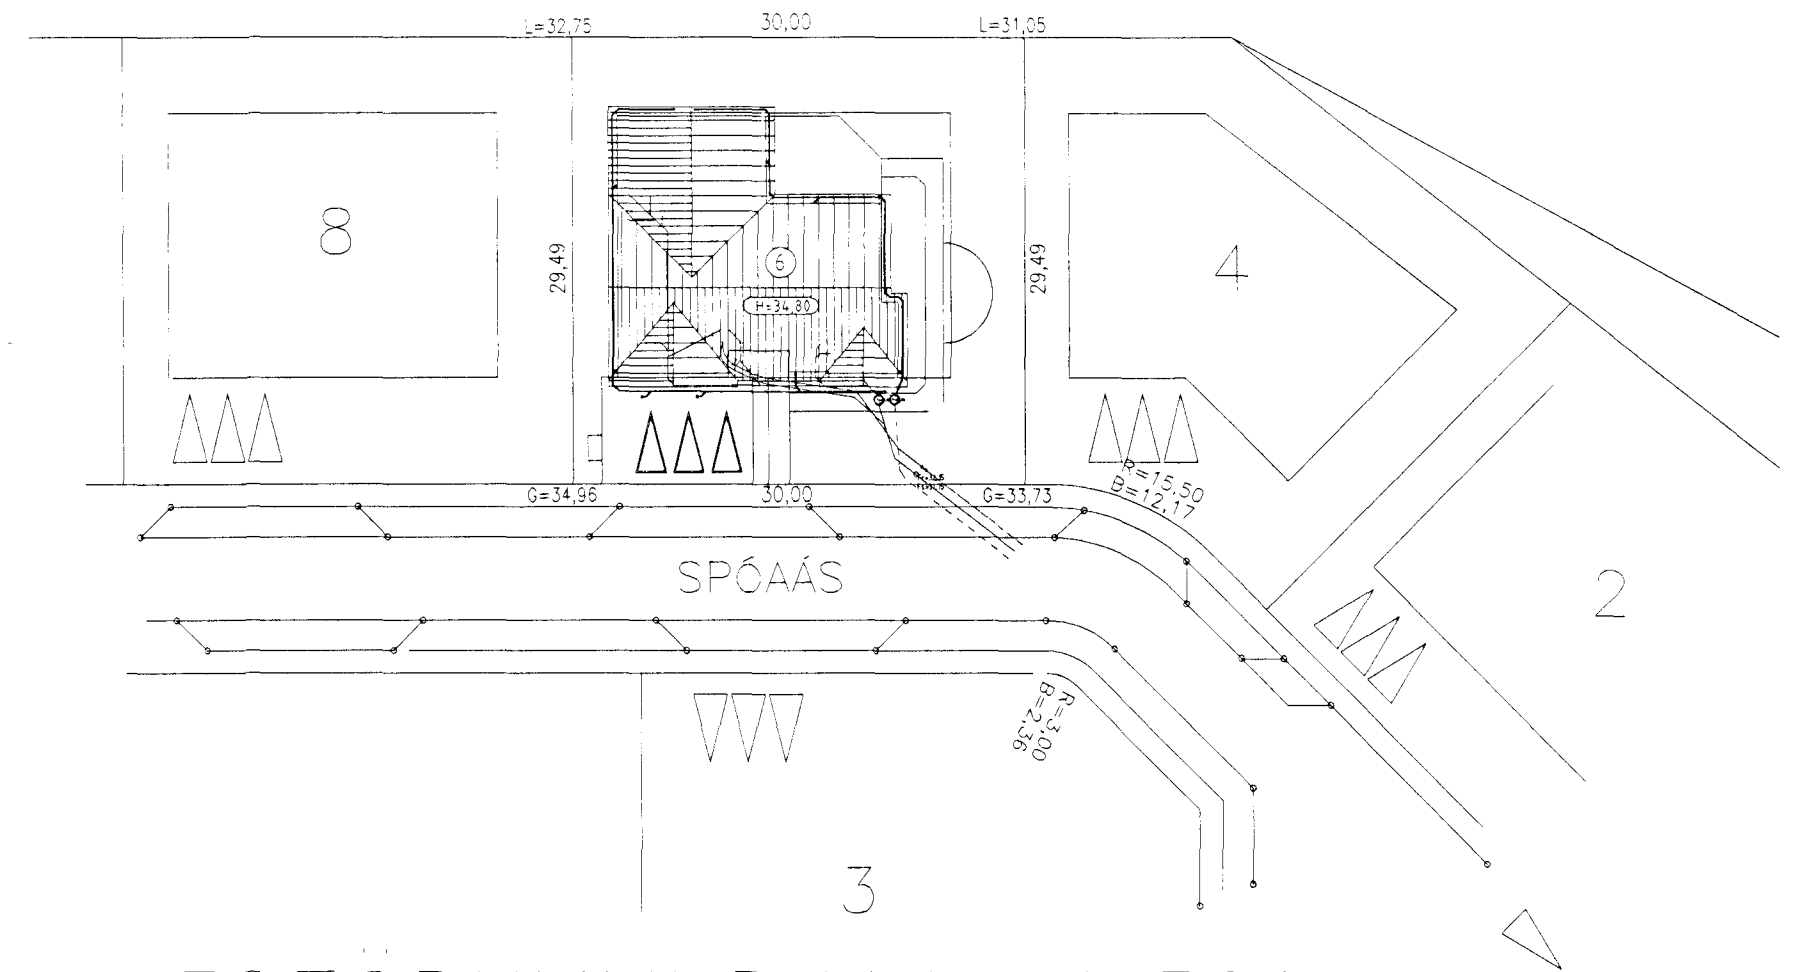 L=32,75
30,00
L=31,05
8
29,49
6
H=34,80
29,49
4
R=15,50
B=12,17
G=34,96
30,00
G=33,73
SPÓAÁS
2
R=3,00
B=2,36
3